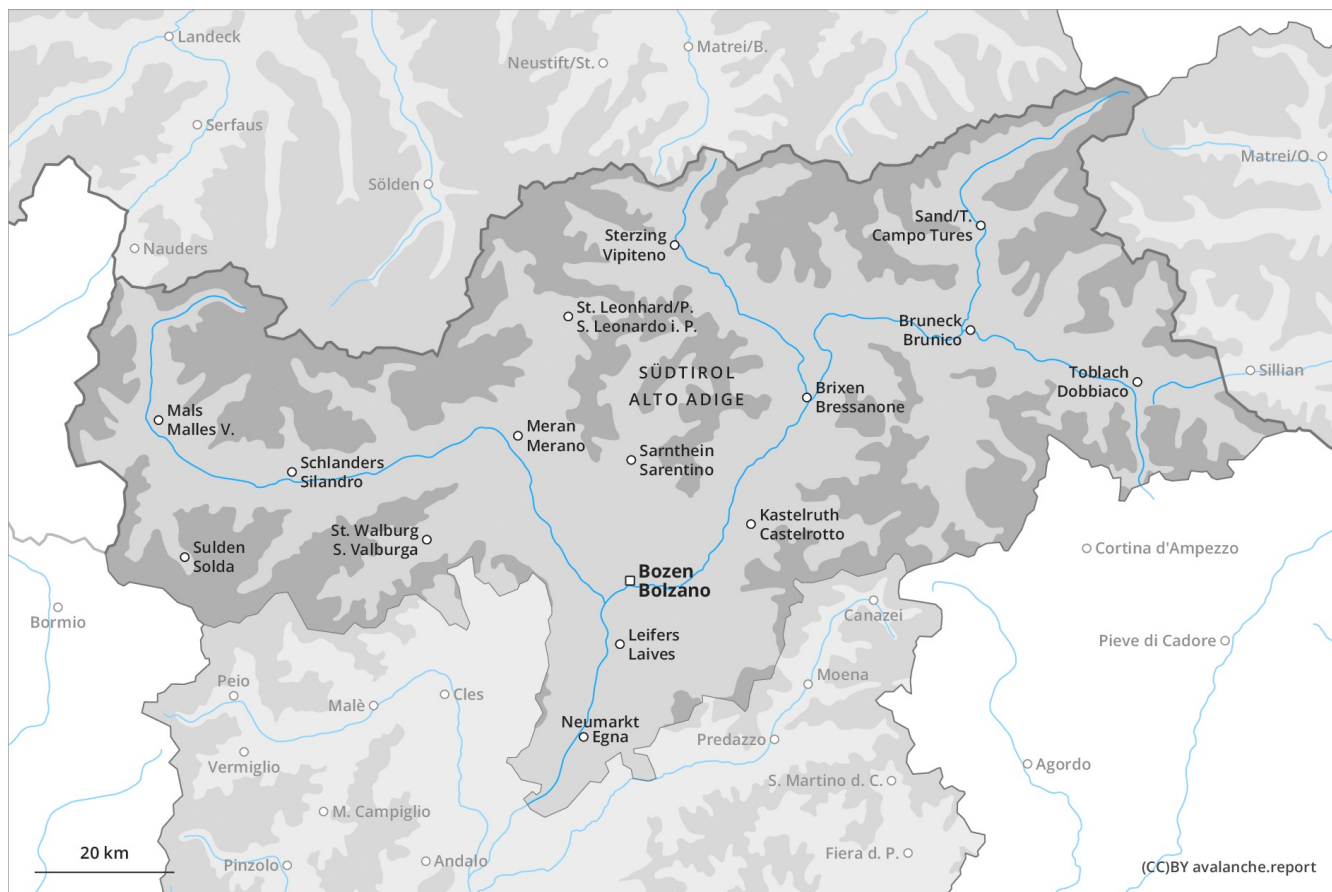 Landeck
Matrei/B.
Neustift/St.
Serfaus
Matrei/O.
Sölden
Sand/T.
Campo Tures
Nauders
Sterzing
Vipiteno
St. Leonhard/P.
S. Leonardo i. P.
Bruneck
Brunico
SÜDTIROL
ALTO ADIGE
Toblach
Dobbiaco
Sillian
Brixen
Bressanone
Mals
Malles V.
Meran
Merano
Sarnthein
Sarentino
Schlanders
Silandro
Kastelruth
Castelrotto
St. Walburg
S. Valburga
Sulden
Solda
Cortina d'Ampezzo
Bozen
Bolzano
Bormio
Canazei
Leifers
Laives
Pieve di Cadore
Moena
Peio
Cles
Malè
Neumarkt
Egna
Predazzo
Vermiglio
Agordo
S. Martino d. C.
M. Campiglio
20 km
Pinzolo
Andalo
Fiera d. P.
(CC)BY avalanche.report